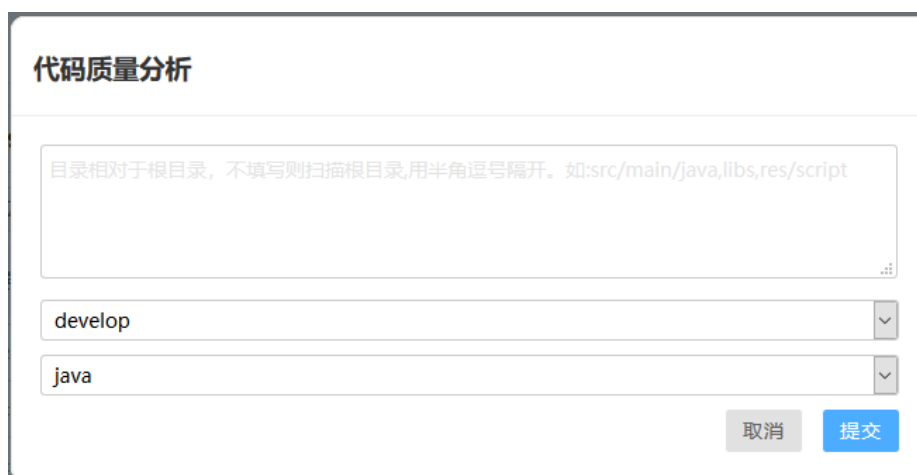 代码质量分析
目录相对于根目录，不填写则扫描根目录,用半角逗号隔开。如:src/main/java,libs,res/script
develop
java
取消 提交